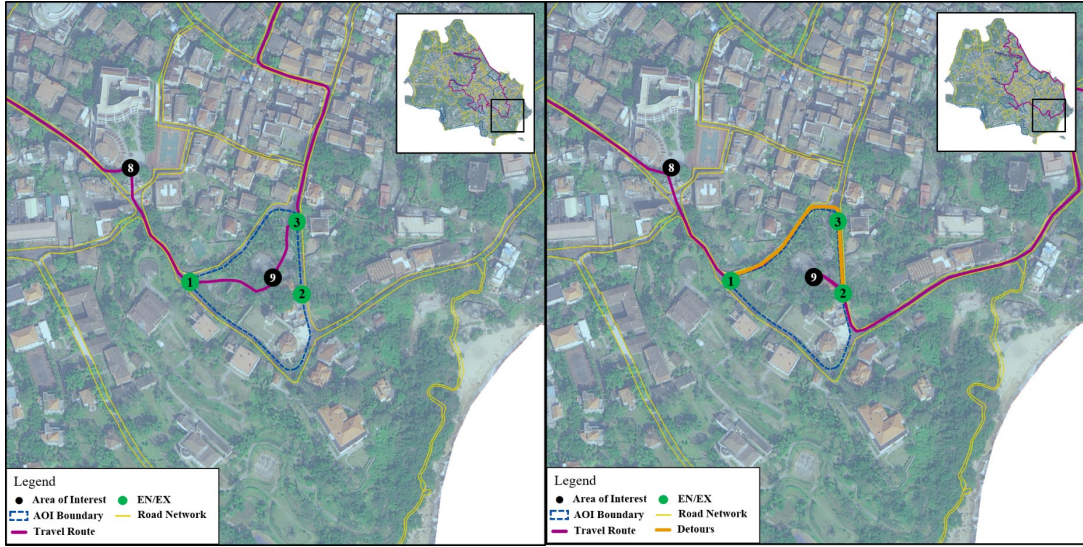 8
3
9
1
2
Legend
Area of Interest
EN/EX
AOI Boundary
Road Network
Travel Route
8
3
9
1
2
Legend
Area of Interest
EN/EX
AOI Boundary
Road Network
Travel Route
Detours